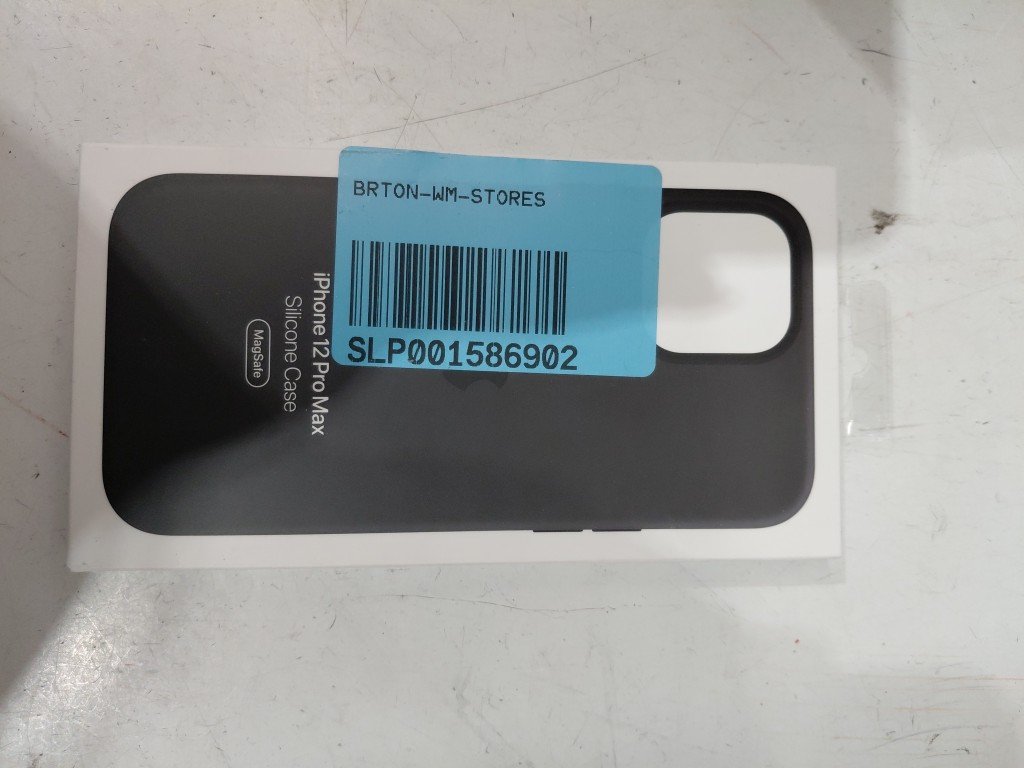 BRTON-WM-STORES
SLP001586902
iPhone 12 Pro Max
Silicone Case
MagSafe